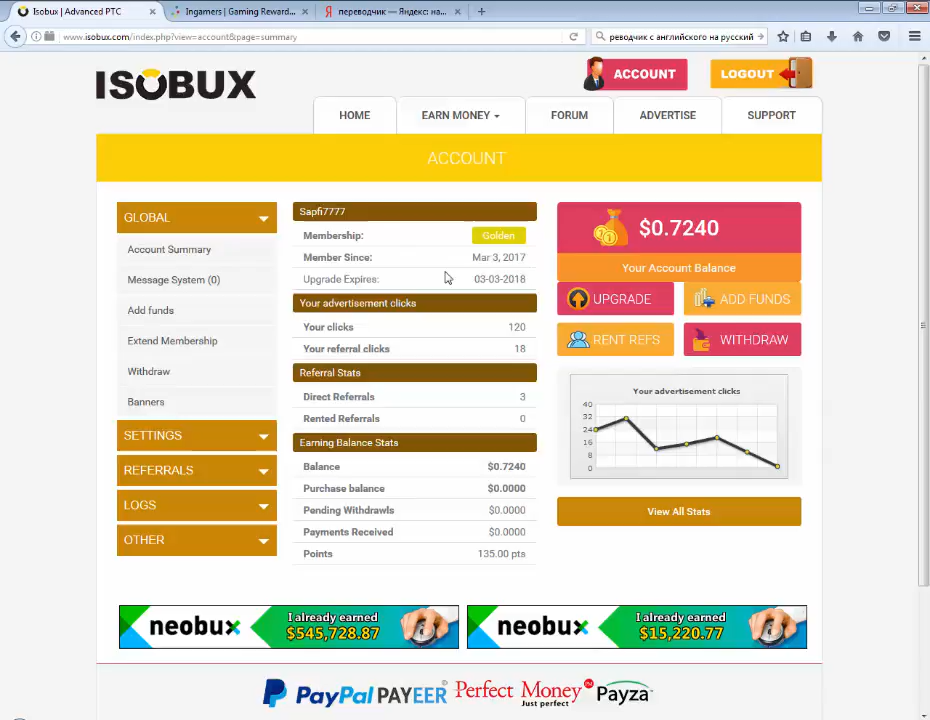 Isobux | Advanced PTC
Ingamers | Gaming Reward...
переводчик — Яндекс: на...
www.isobux.com/index.php?view=account&page=summary
реводчик с английского на русский
ISOBUX
ACCOUNT
LOGOUT
HOME
EARN MONEY
FORUM
ADVERTISE
SUPPORT
ACCOUNT
GLOBAL
Account Summary
Message System (0)
Add funds
Extend Membership
Withdraw
Banners
SETTINGS
REFERRALS
LOGS
OTHER
Sapfi7777
Membership: Golden
Member Since: Mar 3, 2017
Upgrade Expires: 03-03-2018
Your advertisement clicks
Your clicks 120
Your referral clicks 18
Referral Stats
Direct Referrals 3
Rented Referrals 0
Earning Balance Stats
Balance $0.7240
Purchase balance $0.0000
Pending Withdrawls $0.0000
Payments Received $0.0000
Points 135.00 pts
$0.7240
Your Account Balance
UPGRADE
ADD FUNDS
RENT REFS
WITHDRAW
Your advertisement clicks
40
32
24
16
8
0
View All Stats
neobux
I already earned
$545,728.87
neobux
I already earned
$15,220.77
PayPal
PAYEER
Perfect Money
Just perfect
Payza